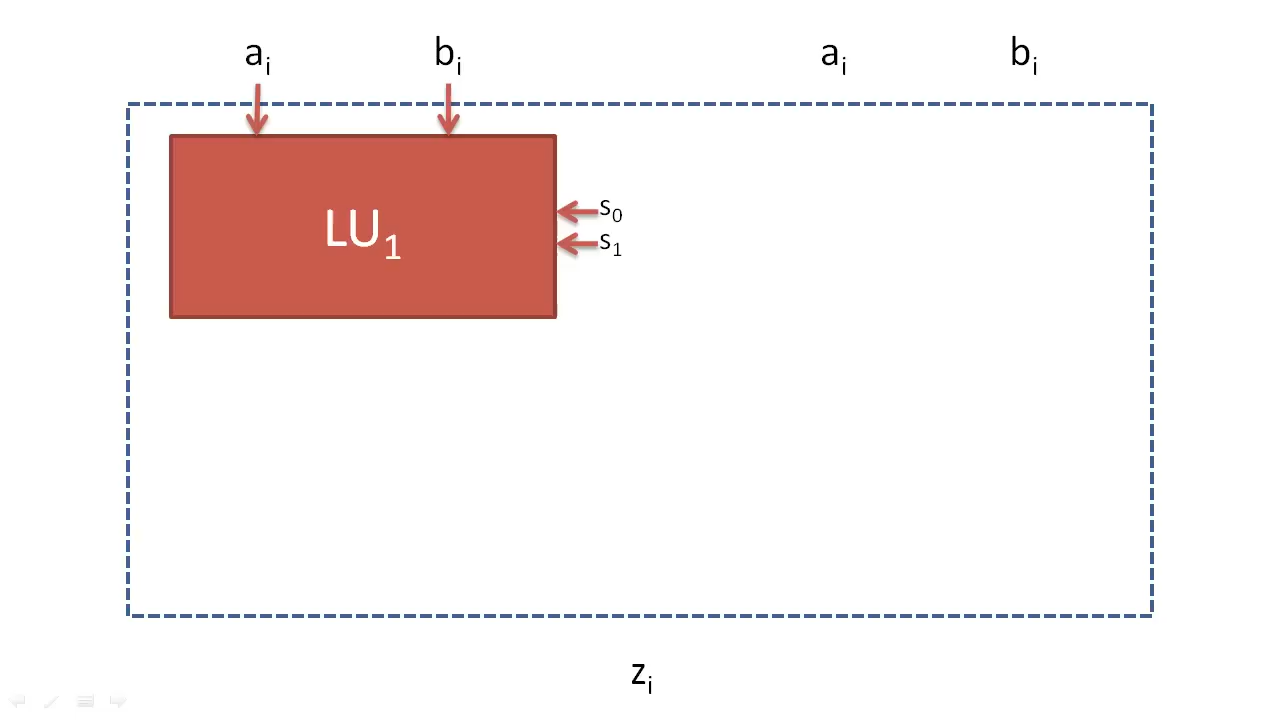 aᵢ bᵢ aᵢ bᵢ
s₀
LU₁
s₁
zᵢ